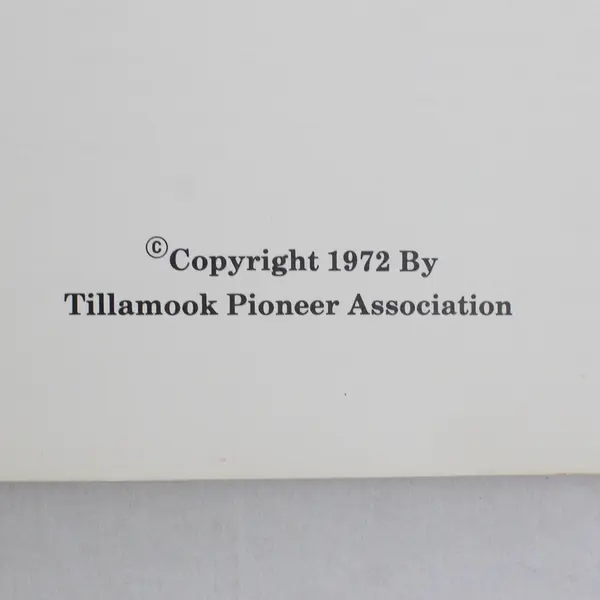 ©Copyright 1972 By
Tillamook Pioneer Association